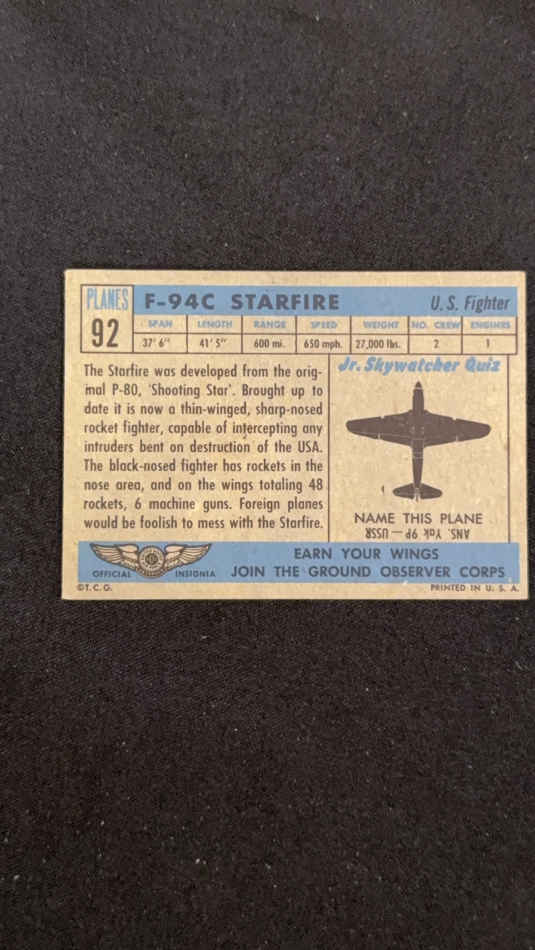 PLANES
92
F-94C STARFIRE
U. S. Fighter
SPAN LENGTH RANGE SPEED WEIGHT NO. CREW ENGINES
37' 6" 41' 5" 600 mi. 650 mph. 27,000 lbs. 2 1
The Starfire was developed from the orig-
inal P-80, 'Shooting Star'. Brought up to
date it is now a thin-winged, sharp-nosed
rocket fighter, capable of intercepting any
intruders bent on destruction of the USA.
The black-nosed fighter has rockets in the
nose area, and on the wings totaling 48
rockets, 6 machine guns. Foreign planes
would be foolish to mess with the Starfire.
Jr. Skywatcher Quiz
NAME THIS PLANE
ANS. Yok 9P — USSR
OFFICIAL INSIGNIA
EARN YOUR WINGS
JOIN THE GROUND OBSERVER CORPS
©T. C. G.
PRINTED IN U. S. A.